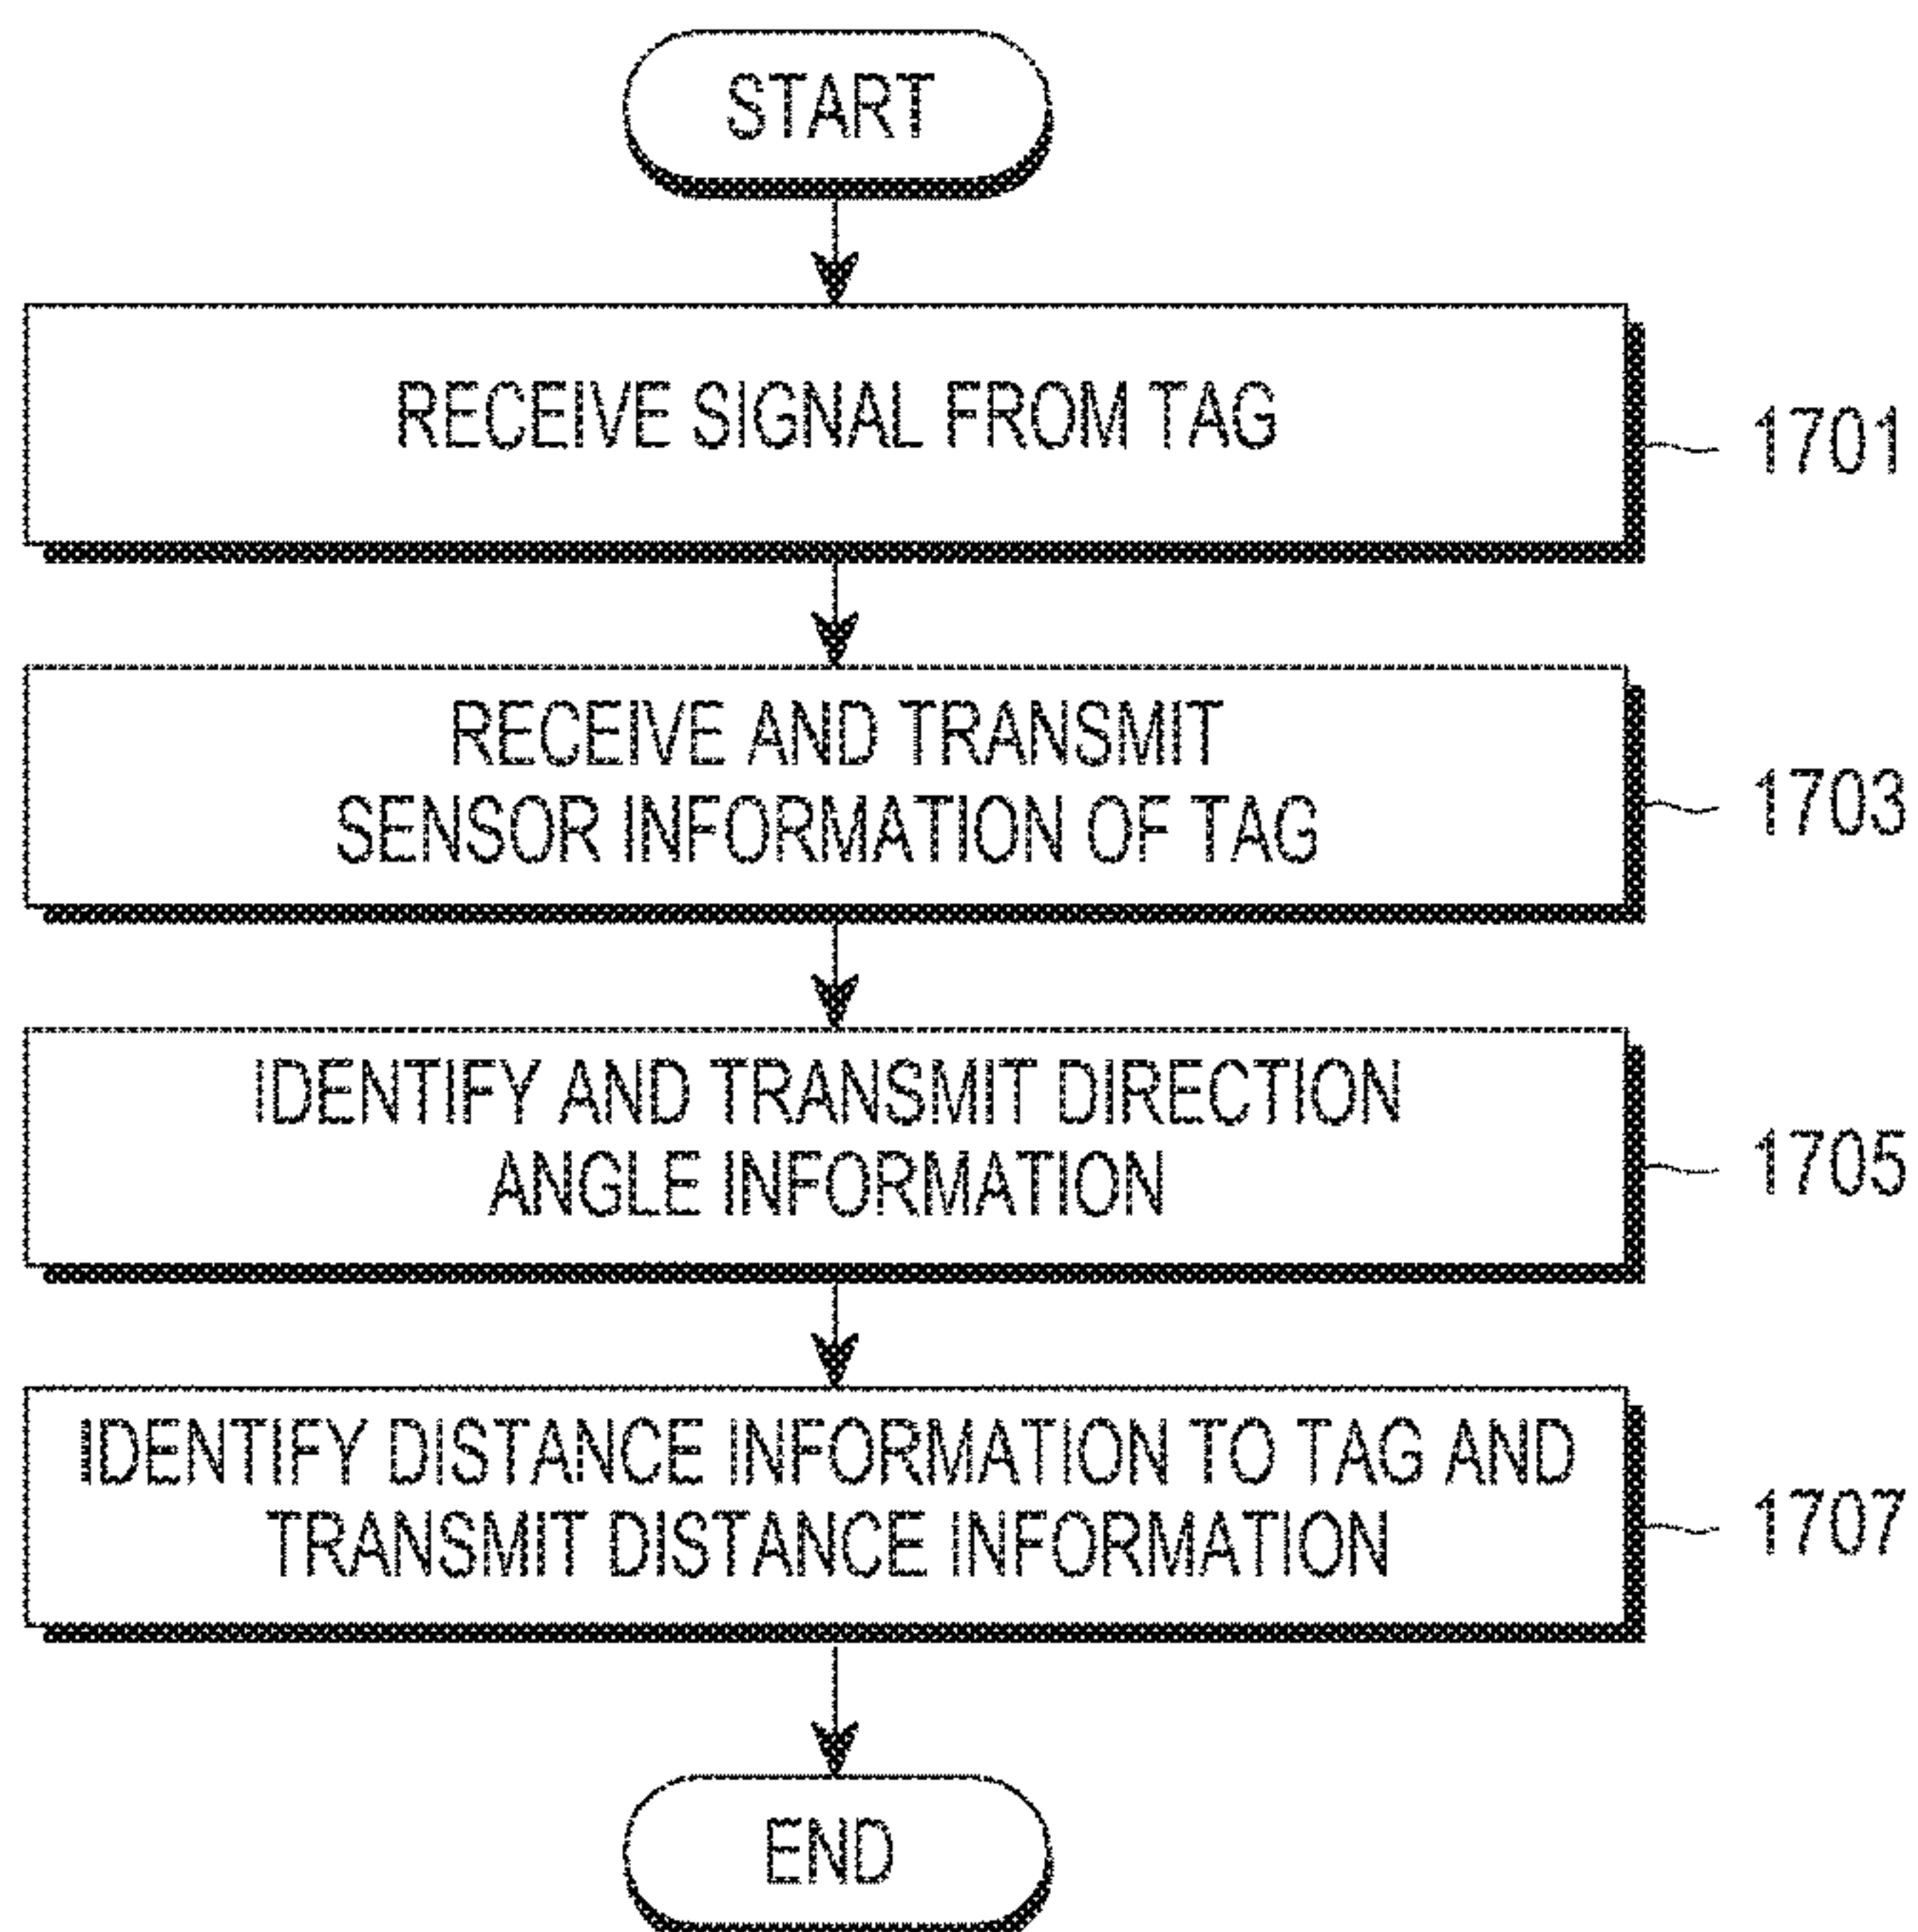 START
RECEIVE SIGNAL FROM TAG
1701
RECEIVE AND TRANSMIT
SENSOR INFORMATION OF TAG
1703
IDENTIFY AND TRANSMIT DIRECTION
ANGLE INFORMATION
1705
IDENTIFY DISTANCE INFORMATION TO TAG AND
TRANSMIT DISTANCE INFORMATION
1707
END